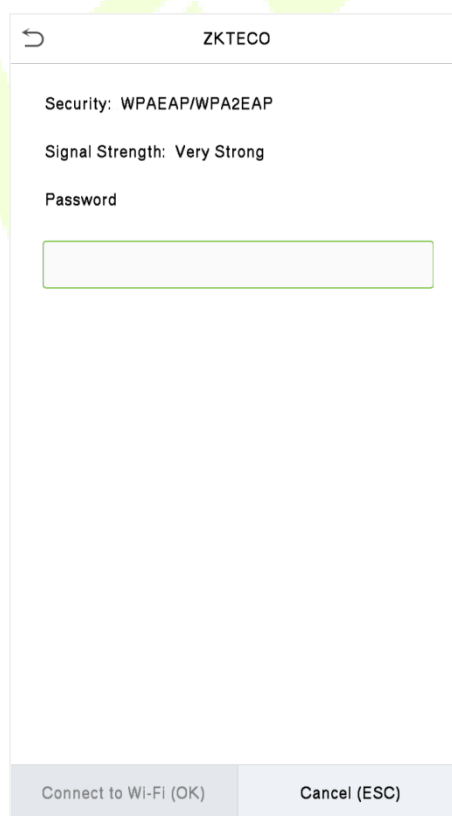 ZKTECO
Security: WPAEAP/WPA2EAP
Signal Strength: Very Strong
Password
Connect to Wi-Fi (OK)
Cancel (ESC)